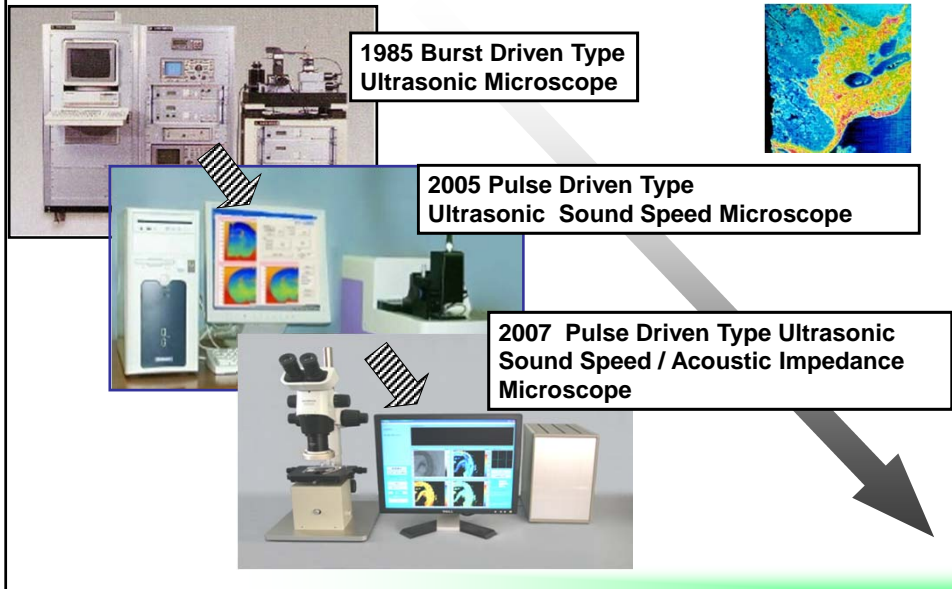 1985 Burst Driven Type
Ultrasonic Microscope
2005 Pulse Driven Type
Ultrasonic Sound Speed Microscope
2007 Pulse Driven Type Ultrasonic
Sound Speed / Acoustic Impedance
Microscope